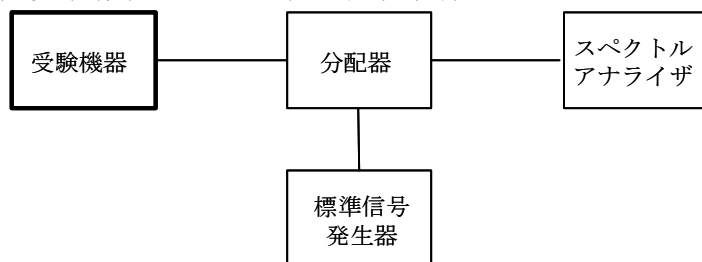 受験機器
分配器
スペクトル
アナライザ
標準信号
発生器